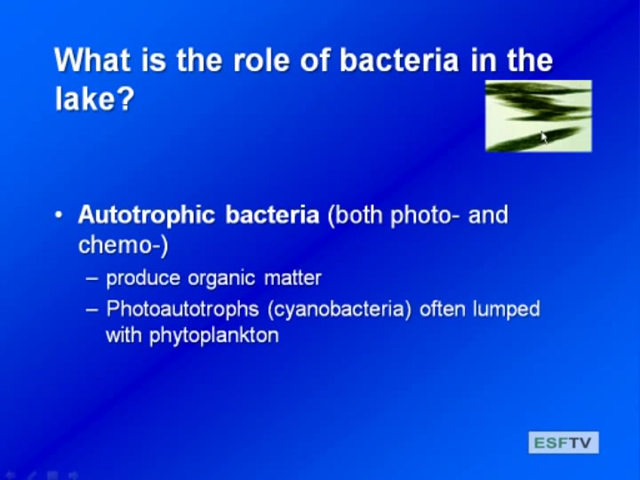 What is the role of bacteria in the
lake?
• Autotrophic bacteria (both photo- and
chemo-)
– produce organic matter
– Photoautotrophs (cyanobacteria) often lumped
with phytoplankton
ESFTV